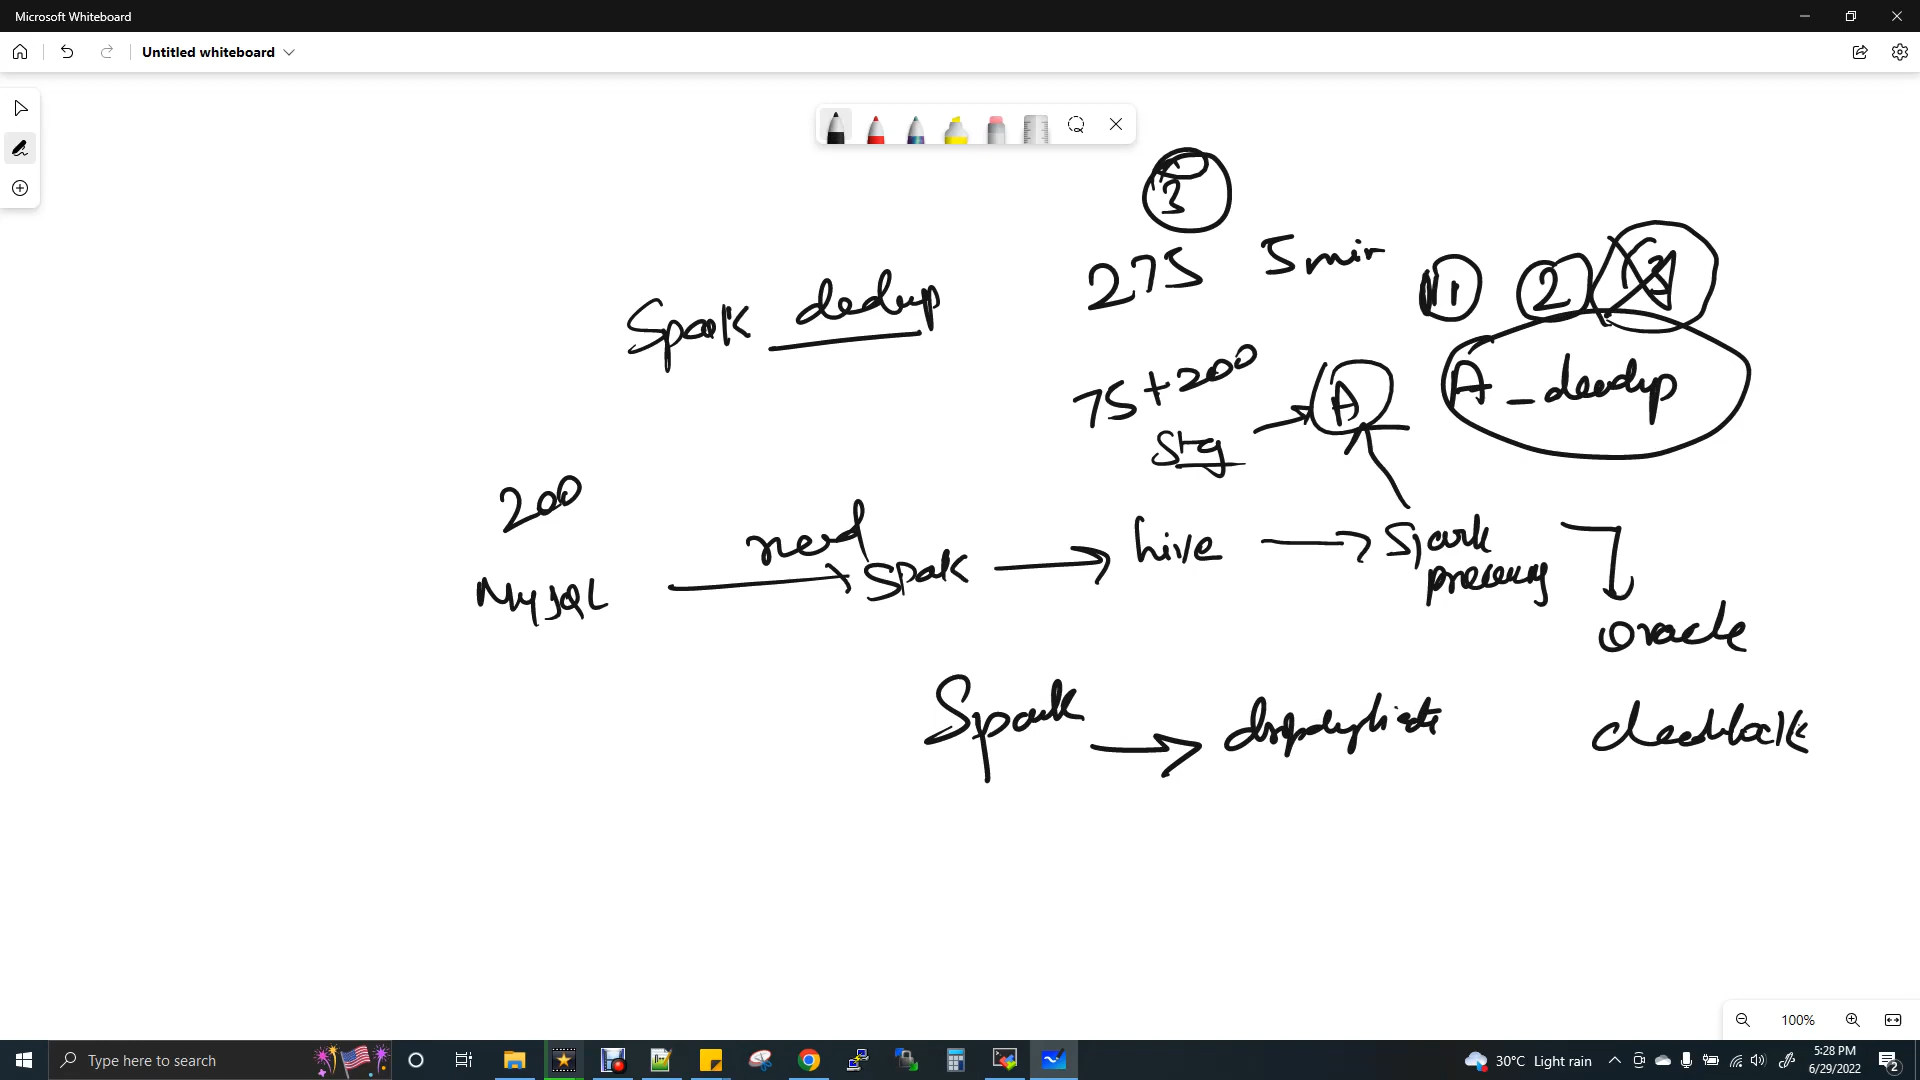 Microsoft Whiteboard
Untitled whiteboard
3
275 5 min
1 2 3
Spark dedup
75+200
A
A_dedup
Stg
200
read
MySQL Spark hive Spark
processing
oracle
Spark dropduplicate
deadlock
100%
Type here to search
30°C Light rain
5:28 PM
6/29/2022
2